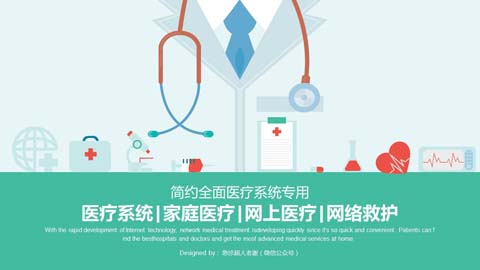 简约全面医疗系统专用
医疗系统|家庭医疗|网上医疗|网络救护
With the rapid development of Internet technology, network medical treatment isdeveloping quickly since it's so quick and convenient. Patients can f
ind the besthospitals and doctors and get the most advanced medical services at home.
Designed by：急诊超人老谢（微信公众号）